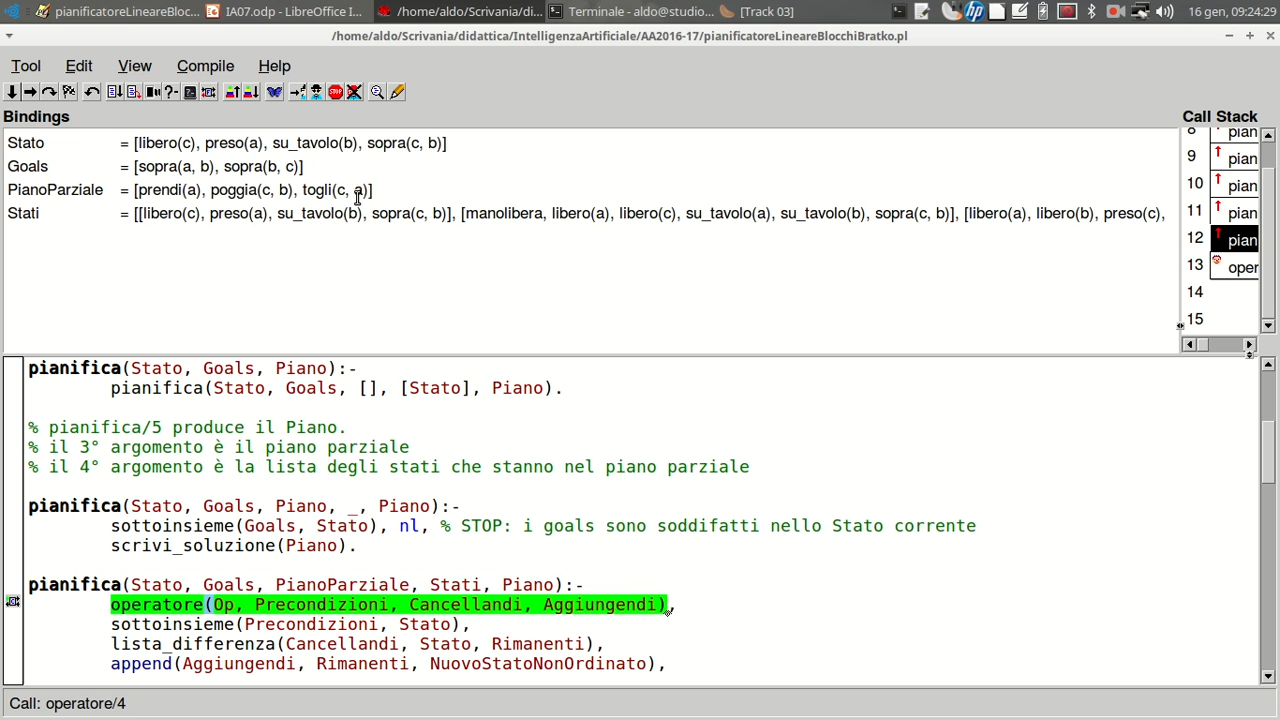 pianificatoreLineareBloc... IA07.odp - LibreOffice I... /home/aldo/Scrivania/di... Terminale - aldo@studio... [Track 03] 16 gen, 09:24:29
/home/aldo/Scrivania/didattica/IntelligenzaArtificiale/AA2016-17/pianificatoreLineareBlocchiBratko.pl
Tool Edit View Compile Help
Bindings
Call Stack
Stato = [libero(c), preso(a), su_tavolo(b), sopra(c, b)]
Goals = [sopra(a, b), sopra(b, c)]
PianoParziale = [prendi(a), poggia(c, b), togli(c, a)]
Stati = [[libero(c), preso(a), su_tavolo(b), sopra(c, b)], [manolibera, libero(a), libero(c), su_tavolo(a), su_tavolo(b), sopra(c, b)], [libero(a), libero(b), preso(c),
8 pian
9 pian
10 pian
11 pian
12 pian
13 oper
14
15
pianifica(Stato, Goals, Piano):-
pianifica(Stato, Goals, [], [Stato], Piano).
% pianifica/5 produce il Piano.
% il 3° argomento è il piano parziale
% il 4° argomento è la lista degli stati che stanno nel piano parziale
pianifica(Stato, Goals, Piano, _, Piano):-
sottoinsieme(Goals, Stato), nl, % STOP: i goals sono soddifatti nello Stato corrente
scrivi_soluzione(Piano).
pianifica(Stato, Goals, PianoParziale, Stati, Piano):-
operatore(Op, Precondizioni, Cancellandi, Aggiungendi),
sottoinsieme(Precondizioni, Stato),
lista_differenza(Cancellandi, Stato, Rimanenti),
append(Aggiungendi, Rimanenti, NuovoStatoNonOrdinato),
Call: operatore/4